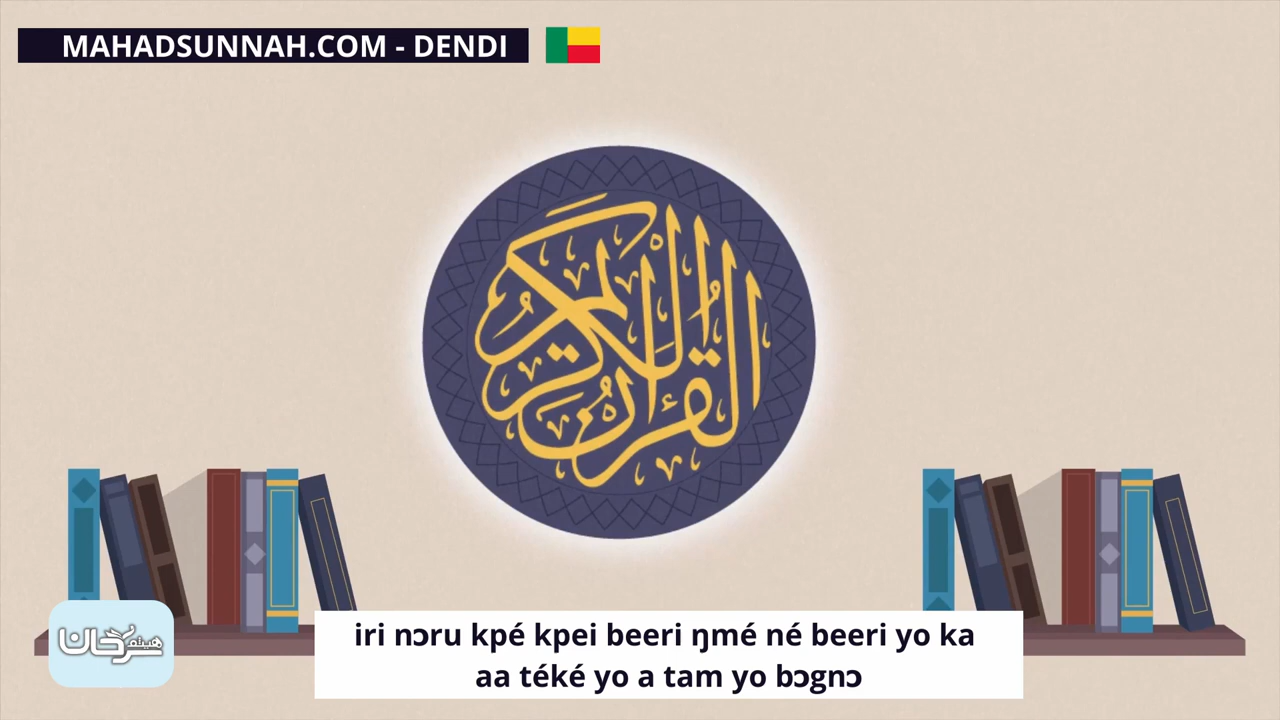 MAHADSUNNAH.COM - DENDI
القرآن الكريم
iri nɔru kpé kpei beeri ŋmé né beeri yo ka
aa téké yo a tam yo bɔgnɔ